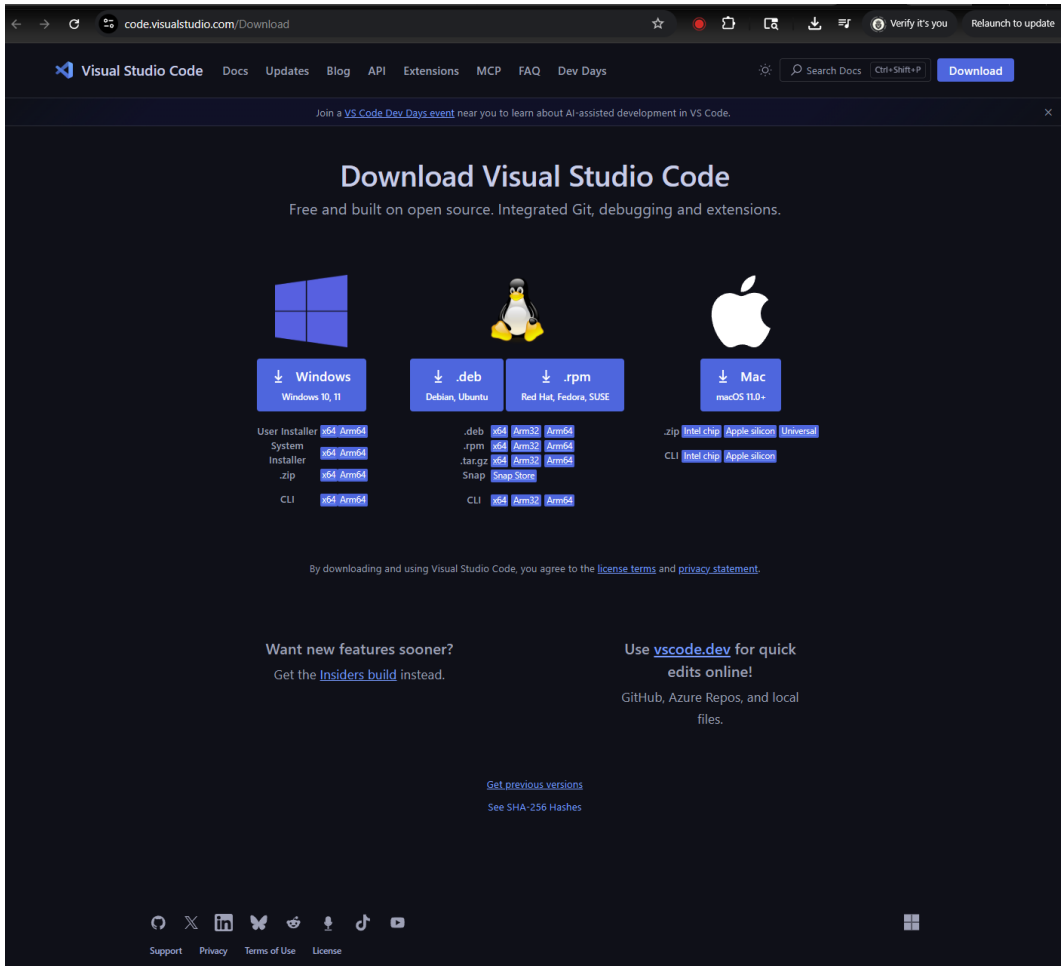 code.visualstudio.com/Download
Verify it's you
Relaunch to update
Visual Studio Code Docs Updates Blog API Extensions MCP FAQ Dev Days
Search Docs Ctrl+Shift+P
Download
Join a VS Code Dev Days event near you to learn about AI-assisted development in VS Code.
Download Visual Studio Code
Free and built on open source. Integrated Git, debugging and extensions.
Windows
Windows 10, 11
User Installer x64 Arm64
System
Installer x64 Arm64
.zip x64 Arm64
CLI x64 Arm64
.deb
Debian, Ubuntu
.rpm
Red Hat, Fedora, SUSE
.deb x64 Arm32 Arm64
.rpm x64 Arm32 Arm64
.tar.gz x64 Arm32 Arm64
Snap Snap Store
CLI x64 Arm32 Arm64
Mac
macOS 11.0+
.zip Intel chip Apple silicon Universal
CLI Intel chip Apple silicon
By downloading and using Visual Studio Code, you agree to the license terms and privacy statement.
Want new features sooner?
Get the Insiders build instead.
Use vscode.dev for quick
edits online!
GitHub, Azure Repos, and local
files.
Get previous versions
See SHA-256 Hashes
Support Privacy Terms of Use License